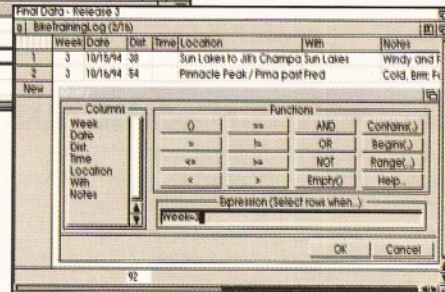 Final Data - Release 3
BikeTrainingLog (2/16)
Week Date Dist. Time Location With Notes
1 3 10/15/94 38 Sun Lakes to Jill's Champa Sun Lakes Windy and
2 3 10/16/94 54 Pinnacle Peak / Pima past Fred Cold, Brrr,
New
Query
Columns
Functions
Week
Date
Dist.
Time
Location
With
Notes
() == AND Contains(,)
= != OR Begins(,)
<= >= NOT Range(,,)
< > Empty() Help...
Expression (Select rows when...)
Week=3
OK Cancel
92